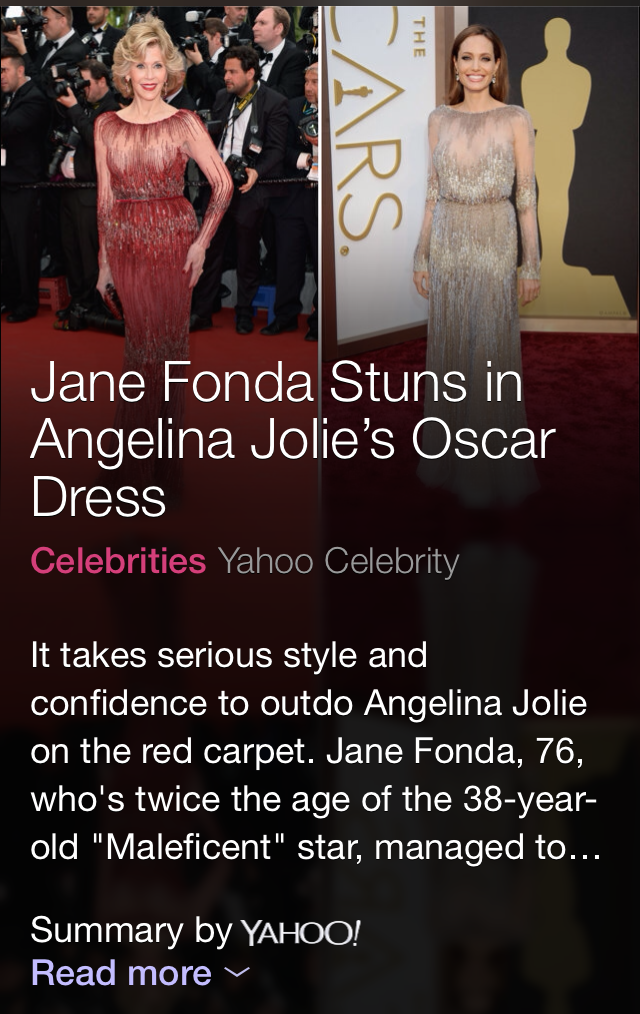 THE
OSCARS.
Jane Fonda Stuns in
Angelina Jolie’s Oscar
Dress
Celebrities Yahoo Celebrity
It takes serious style and
confidence to outdo Angelina Jolie
on the red carpet. Jane Fonda, 76,
who's twice the age of the 38-year-
old "Maleficent" star, managed to...
Summary by YAHOO!
Read more